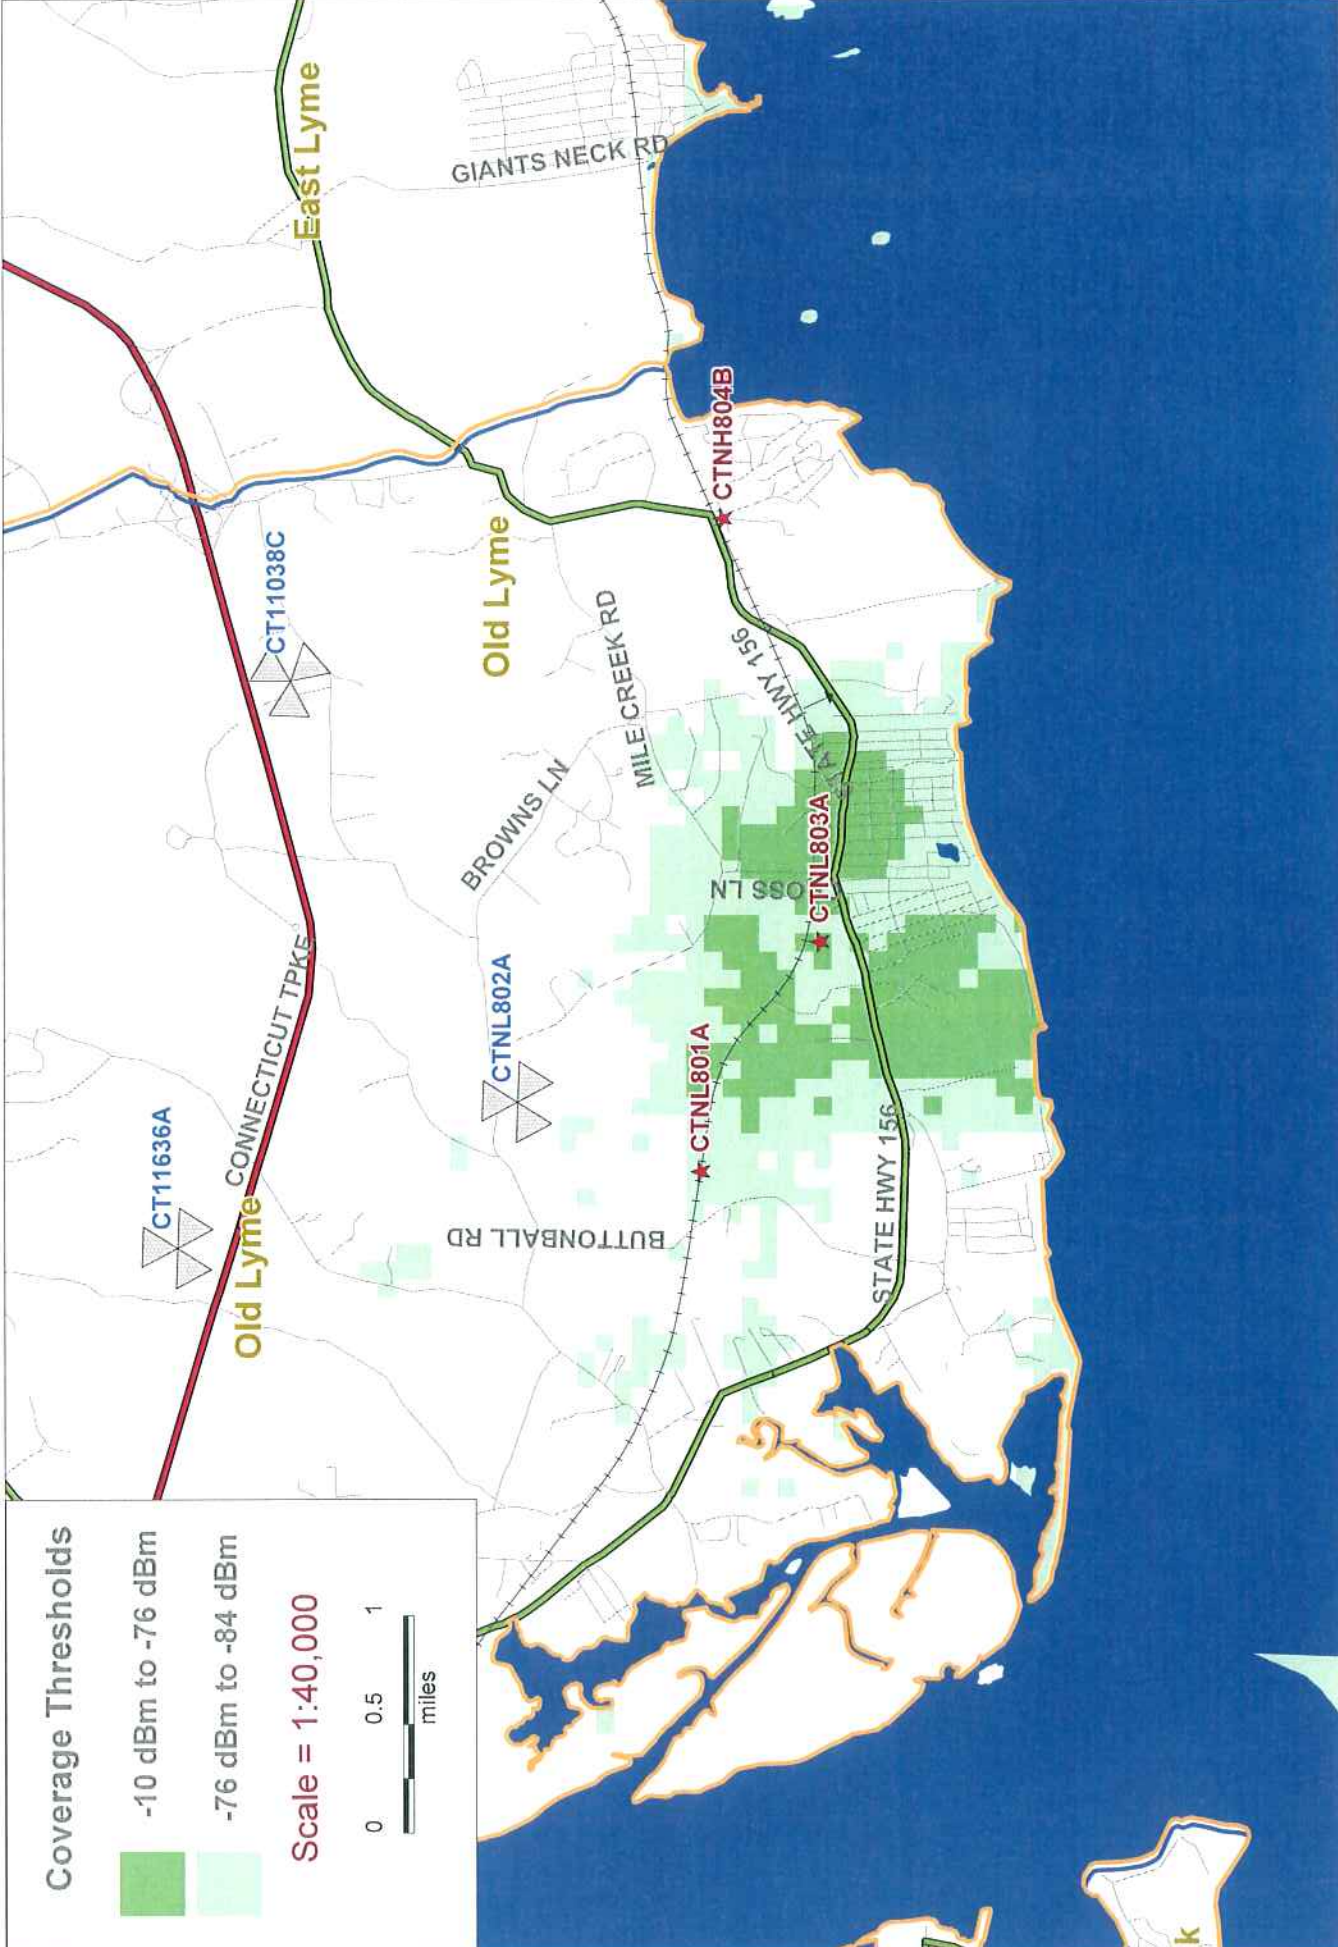 Coverage Thresholds
-10 dBm to -76 dBm
-76 dBm to -84 dBm
Scale = 1:40,000
0
0.5
1
miles
CT11636A
CONNECTICUT TPKE
Old Lyme
CT11038C
East Lyme
GIANTS NECK RD
CTNL802A
BROWNS LN
Old Lyme
MILE CREEK RD
BUTTONBALL RD
CTNL801A
OSS LN
CTNL803A
STATE HWY 156
CTNH804B
STATE HWY 156
k